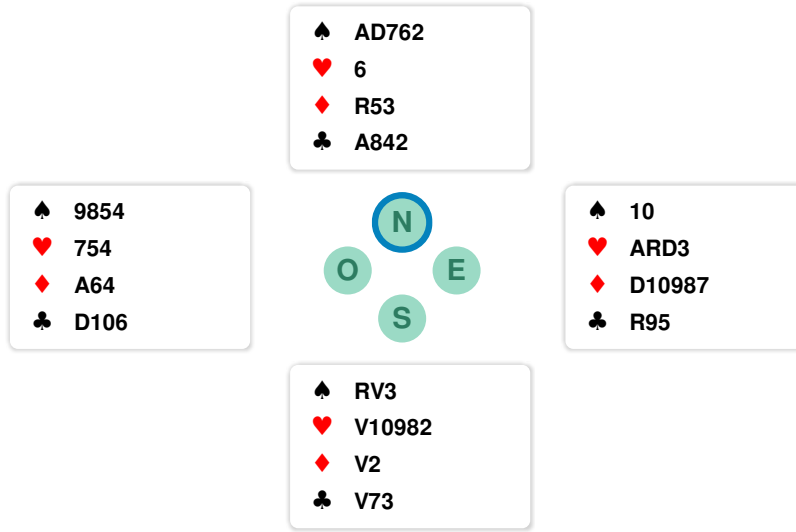 ♠ AD762
♥ 6
♦ R53
♣ A842
♠ 9854
♥ 754
♦ A64
♣ D106
N
O E
S
♠ 10
♥ ARD3
♦ D10987
♣ R95
♠ RV3
♥ V10982
♦ V2
♣ V73